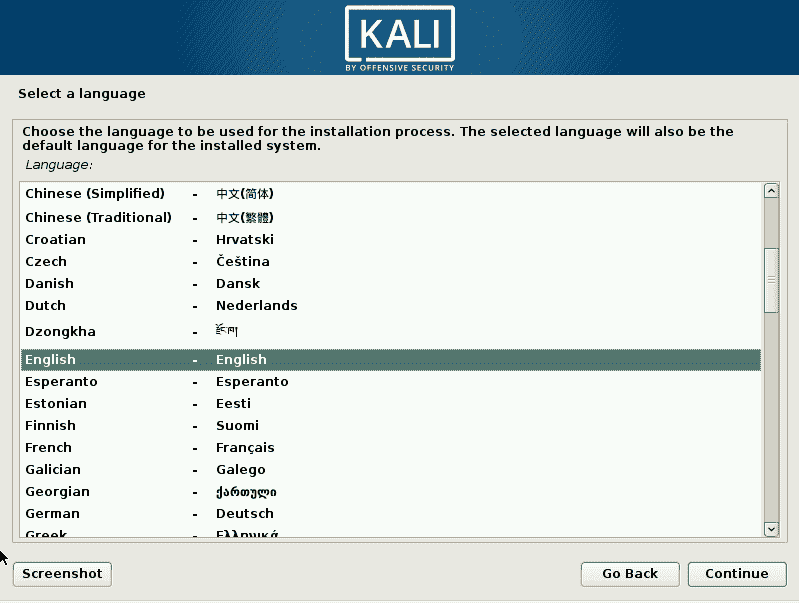 KALI
BY OFFENSIVE SECURITY
Select a language
Choose the language to be used for the installation process. The selected language will also be the
default language for the installed system.
Language:
Chinese (Simplified) - 中文(简体)
Chinese (Traditional) - 中文(繁體)
Croatian - Hrvatski
Czech - Čeština
Danish - Dansk
Dutch - Nederlands
Dzongkha - རྫོང་ཁ།
English - English
Esperanto - Esperanto
Estonian - Eesti
Finnish - Suomi
French - Français
Galician - Galego
Georgian - ქართული
German - Deutsch
Greek - Ελληνικά
Screenshot
Go Back
Continue